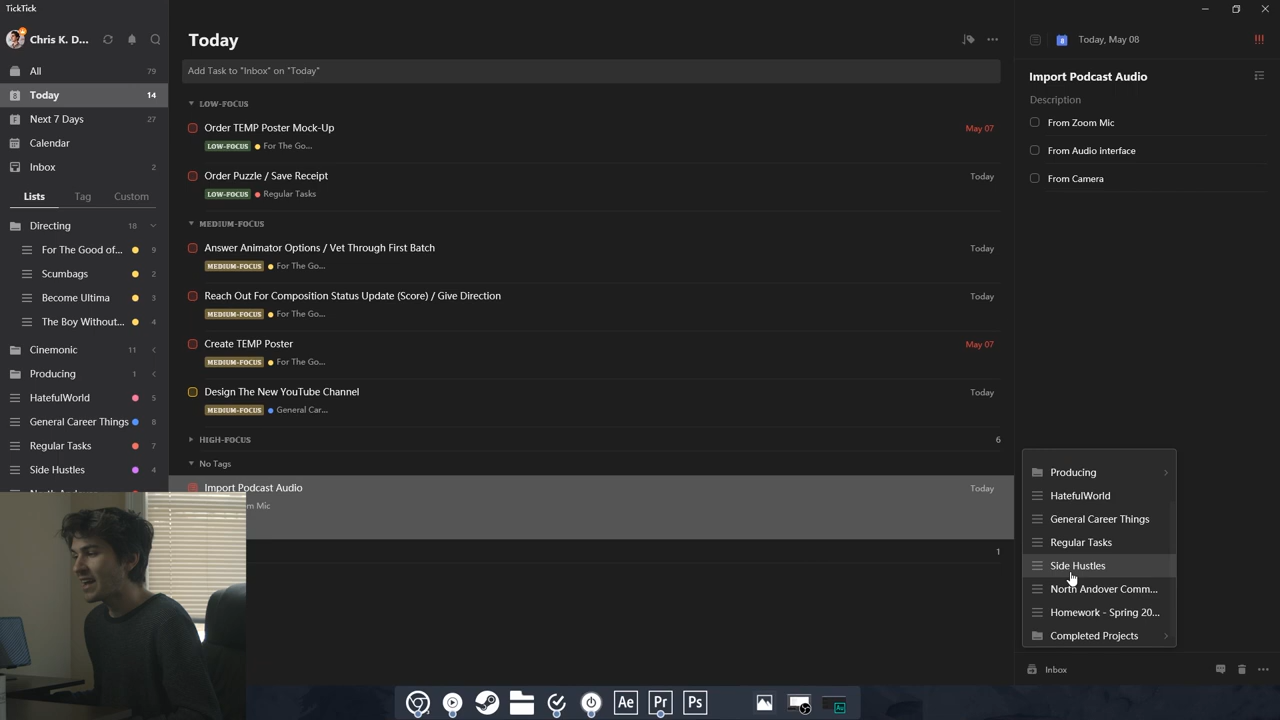 TickTick
Chris K. D...
All 79
Today 14
Next 7 Days 27
Calendar
Inbox 2
Lists Tag Custom
Directing 18
For The Good of... 9
Scumbags 2
Become Ultima 3
The Boy Without... 4
Cinemonic 11
Producing 1
HatefulWorld 5
General Career Things 8
Regular Tasks 7
Side Hustles 4
Today
Add Task to "Inbox" on "Today"
LOW-FOCUS
Order TEMP Poster Mock-Up May 07
LOW-FOCUS For The Go...
Order Puzzle / Save Receipt Today
LOW-FOCUS Regular Tasks
MEDIUM-FOCUS
Answer Animator Options / Vet Through First Batch Today
MEDIUM-FOCUS For The Go...
Reach Out For Composition Status Update (Score) / Give Direction Today
MEDIUM-FOCUS For The Go...
Create TEMP Poster May 07
MEDIUM-FOCUS For The Go...
Design The New YouTube Channel Today
MEDIUM-FOCUS General Car...
HIGH-FOCUS 6
No Tags
Import Podcast Audio Today
Mic
1
Today, May 08 !!!
Import Podcast Audio
Description
From Zoom Mic
From Audio interface
From Camera
Producing
HatefulWorld
General Career Things
Regular Tasks
Side Hustles
North Andover Comm...
Homework - Spring 20...
Completed Projects
Inbox
Ae Pr Ps